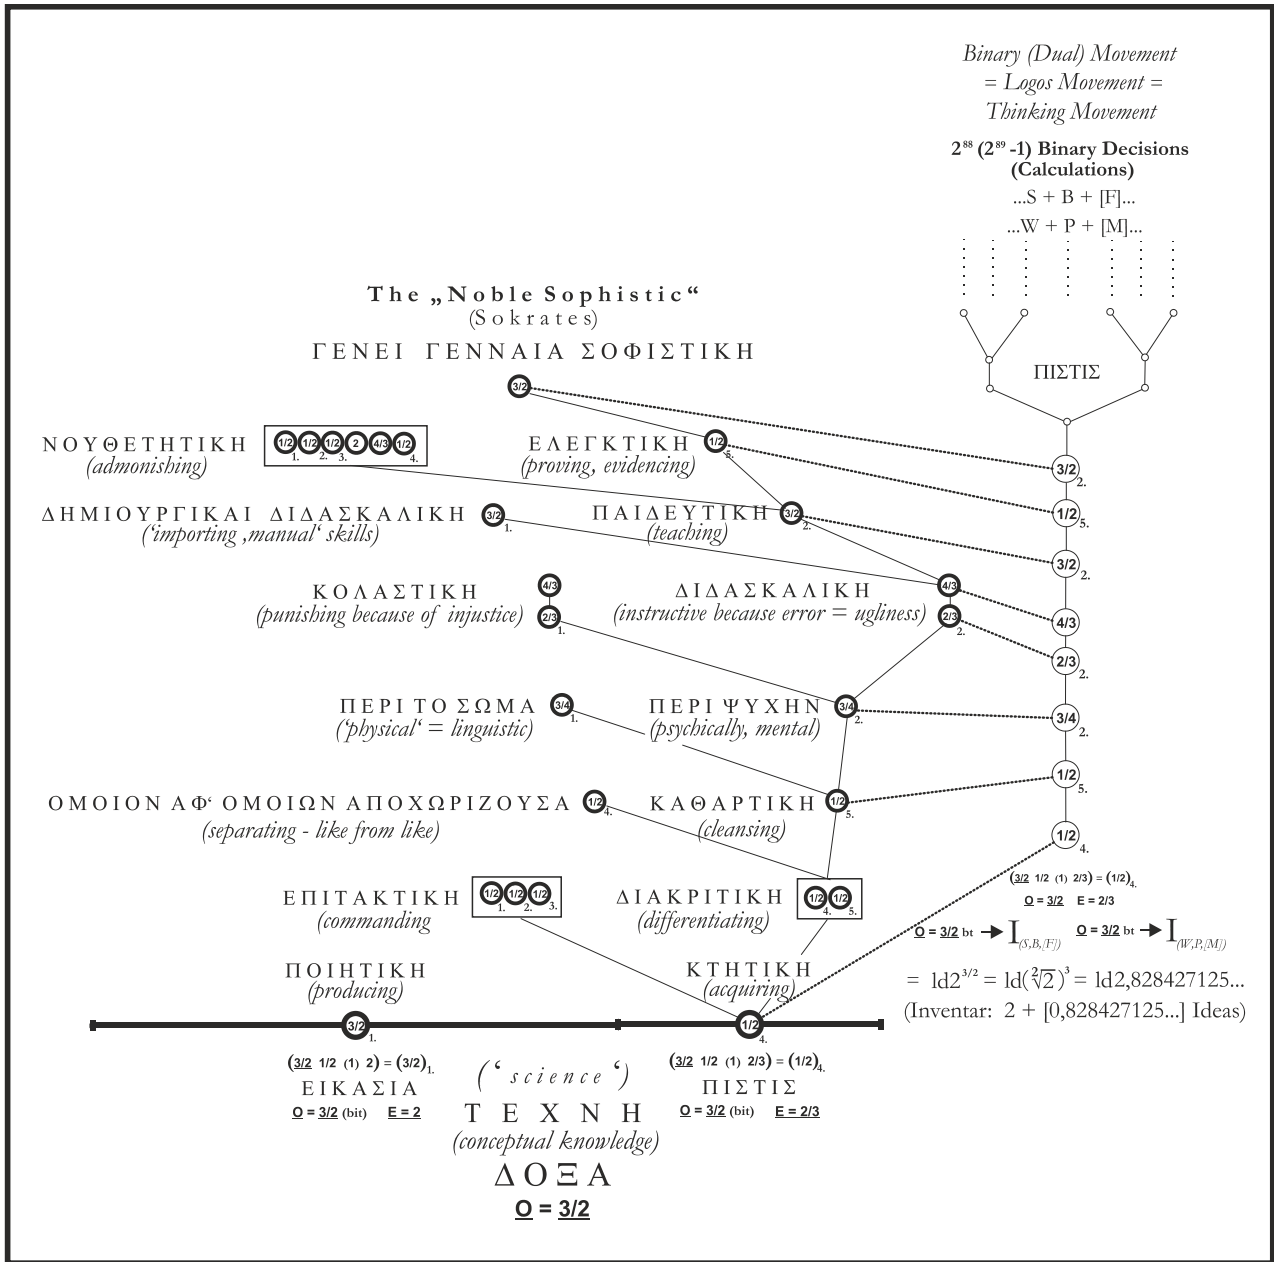 Binary (Dual) Movement
= Logos Movement =
Thinking Movement
2⁸⁸ (2⁸⁹ -1) Binary Decisions
(Calculations)
...S + B + [F]...
...W + P + [M]...
The „Noble Sophistic“
(Sokrates)
ΓΕΝΕΙ ΓΕΝΝΑΙΑ ΣΟΦΙΣΤΙΚΗ
ΠΙΣΤΙΣ
3/2
ΝΟΥΘΕΤΗΤΙΚΗ
(admonishing)
1/2 1. 1/2 2. 1/2 3. 2 4/3 1/2 4.
ΕΛΕΓΚΤΙΚΗ
(proving, evidencing)
1/2 5.
3/2 2.
ΔΗΜΙΟΥΡΓΙΚΑΙ ΔΙΔΑΣΚΑΛΙΚΗ
(‘importing ‚manual‘ skills)
3/2 1.
ΠΑΙΔΕΥΤΙΚΗ
(teaching)
3/2 2.
1/2 5.
3/2 2.
ΚΟΛΑΣΤΙΚΗ
(punishing because of injustice)
4/3
2/3 1.
ΔΙΔΑΣΚΑΛΙΚΗ
(instructive because error = ugliness)
4/3
2/3 2.
4/3
2/3 2.
ΠΕΡΙ ΤΟ ΣΩΜΑ
(‘physical‘ = linguistic)
3/4 1.
ΠΕΡΙ ΨΥΧΗΝ
(psychically, mental)
3/4 2.
3/4 2.
ΟΜΟΙΟΝ ΑΦ‘ ΟΜΟΙΩΝ ΑΠΟΧΩΡΙΖΟΥΣΑ
(separating - like from like)
1/2 4.
ΚΑΘΑΡΤΙΚΗ
(cleansing)
1/2 5.
1/2 5.
1/2 4.
ΕΠΙΤΑΚΤΙΚΗ
(commanding
1/2 1. 1/2 2. 1/2 3.
ΔΙΑΚΡΙΤΙΚΗ
(differentiating)
1/2 4. 1/2 5.
(3/2 1/2 (1) 2/3) = (1/2)4.
O = 3/2 E = 2/3
O = 3/2 bt → I(S,B,[F]) O = 3/2 bt → I(W,P,[M])
= ld2^3/2 = ld(²√2)³ = ld2,828427125...
(Inventar: 2 + [0,828427125...] Ideas)
ΠΟΙΗΤΙΚΗ
(producing)
3/2 1.
ΚΤΗΤΙΚΗ
(acquiring)
1/2 4.
(3/2 1/2 (1) 2) = (3/2)1.
ΕΙΚΑΣΙΑ
O = 3/2 (bit) E = 2
(‘science‘)
ΤΕΧΝΗ
(conceptual knowledge)
ΔΟΞΑ
O = 3/2
(3/2 1/2 (1) 2/3) = (1/2)4.
ΠΙΣΤΙΣ
O = 3/2 (bit) E = 2/3